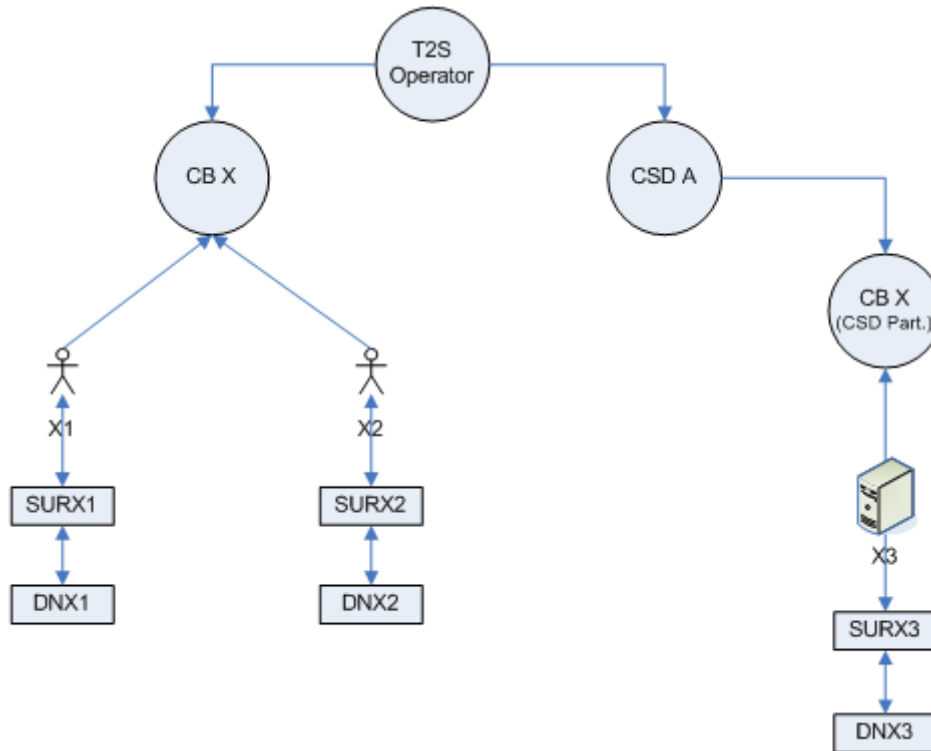 T2S
Operator
CB X
CSD A
CB X
(CSD Part.)
X1
X2
SURX1
SURX2
X3
DNX1
DNX2
SURX3
DNX3